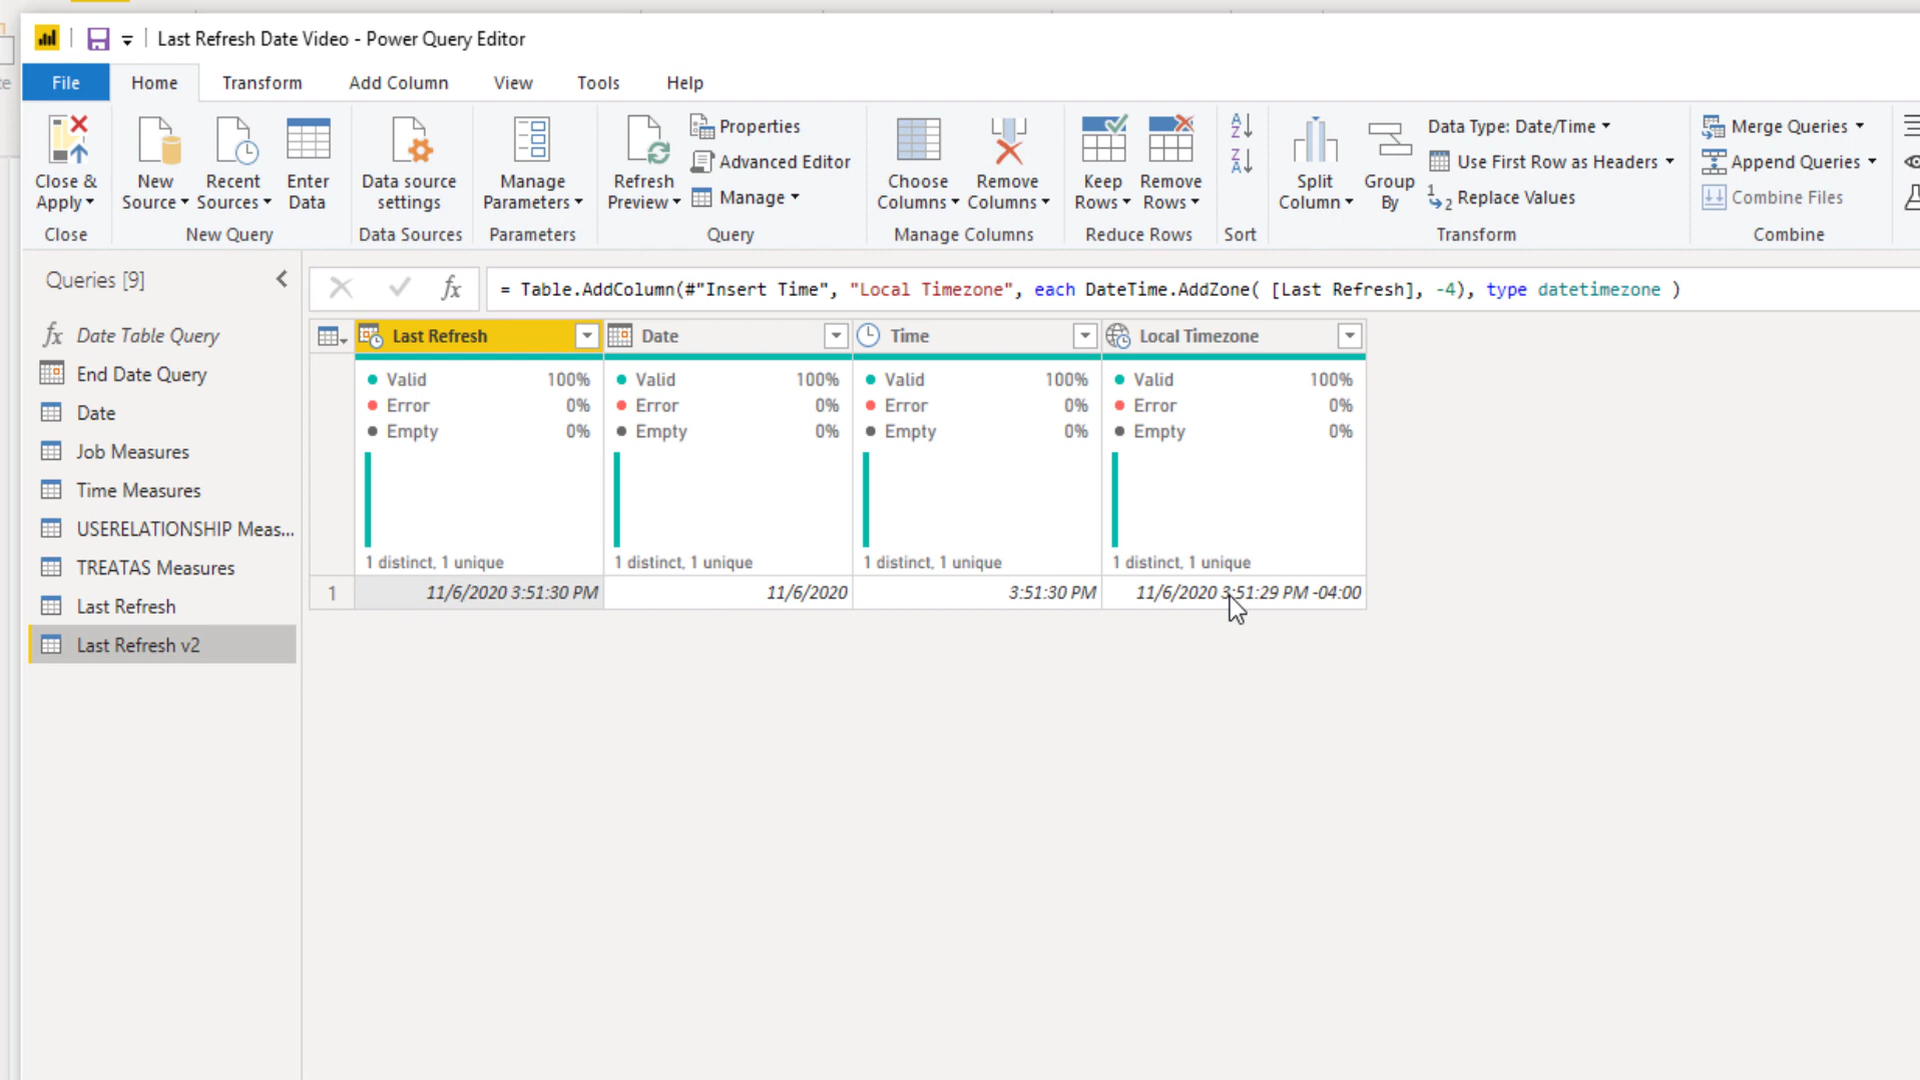 Last Refresh Date Video - Power Query Editor
File Home Transform Add Column View Tools Help
Close & Apply
New Source
Recent Sources
Enter Data
Data source settings
Manage Parameters
Refresh Preview
Properties
Advanced Editor
Manage
Choose Columns
Remove Columns
Keep Rows
Remove Rows
Split Column
Group By
Data Type: Date/Time
Use First Row as Headers
Replace Values
Merge Queries
Append Queries
Combine Files
Close New Query Data Sources Parameters Query Manage Columns Reduce Rows Sort Transform Combine
Queries [9]
= Table.AddColumn(#"Insert Time", "Local Timezone", each DateTime.AddZone( [Last Refresh], -4), type datetimezone )
Date Table Query
End Date Query
Date
Job Measures
Time Measures
USERELATIONSHIP Meas...
TREATAS Measures
Last Refresh
Last Refresh v2
Last Refresh Date Time Local Timezone
Valid 100% Valid 100% Valid 100% Valid 100%
Error 0% Error 0% Error 0% Error 0%
Empty 0% Empty 0% Empty 0% Empty 0%
1 distinct, 1 unique 1 distinct, 1 unique 1 distinct, 1 unique 1 distinct, 1 unique
1 11/6/2020 3:51:30 PM 11/6/2020 3:51:30 PM 11/6/2020 3:51:29 PM -04:00